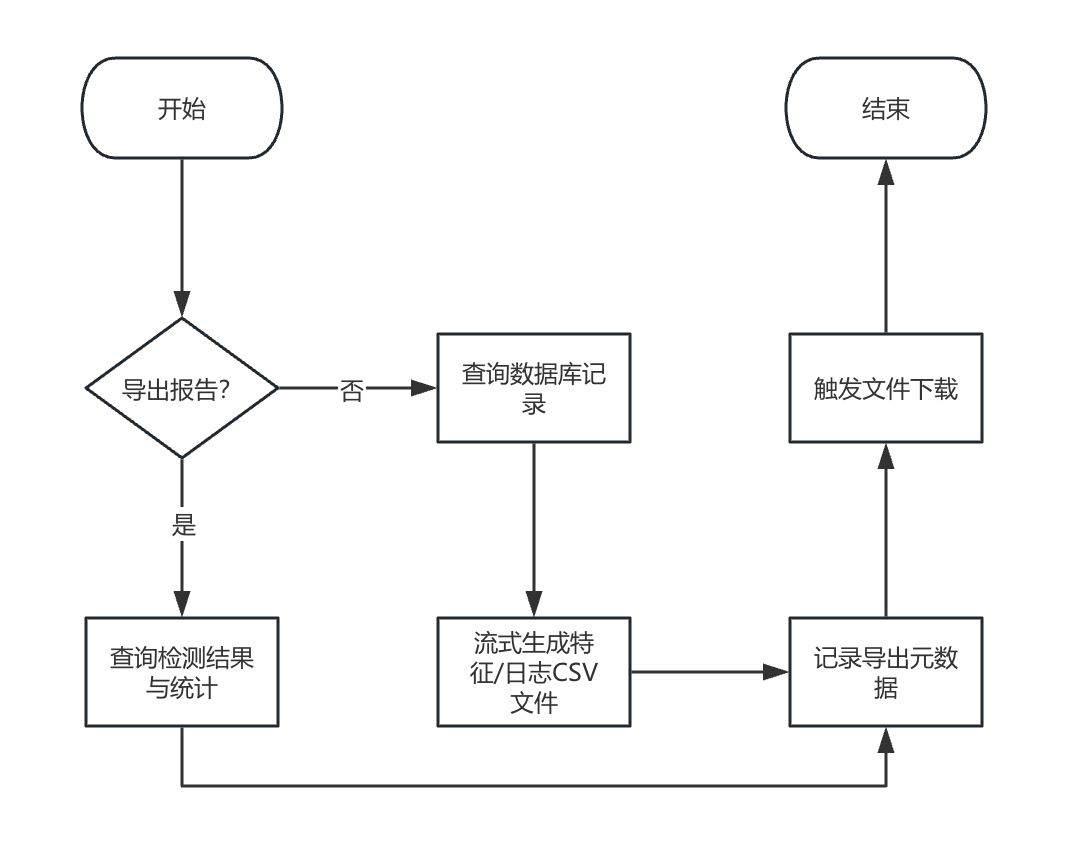 开始
结束
导出报告?
否
查询数据库记
录
触发文件下载
是
查询检测结果
与统计
流式生成特
征/日志CSV
文件
记录导出元数
据